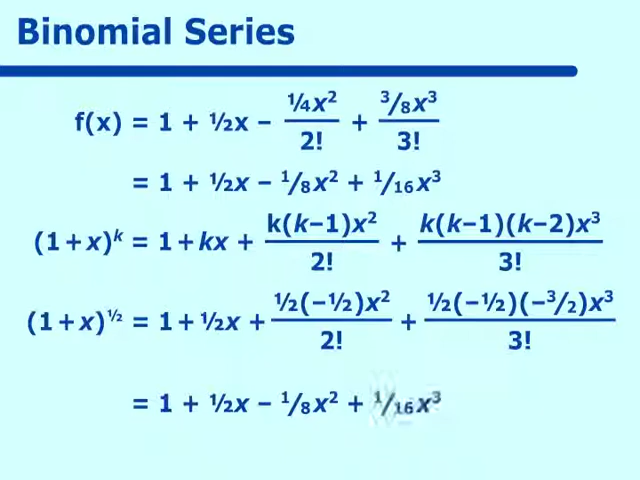 Binomial Series
f(x) = 1 + ½x − ¼x²/2! + ³/₈x³/3!
= 1 + ½x − ¹/₈x² + ¹/₁₆x³
(1+x)ᵏ = 1+kx + k(k−1)x²/2! + k(k−1)(k−2)x³/3!
(1+x)^½ = 1+½x + ½(−½)x²/2! + ½(−½)(−³/₂)x³/3!
= 1 + ½x − ¹/₈x² + ¹/₁₆x³